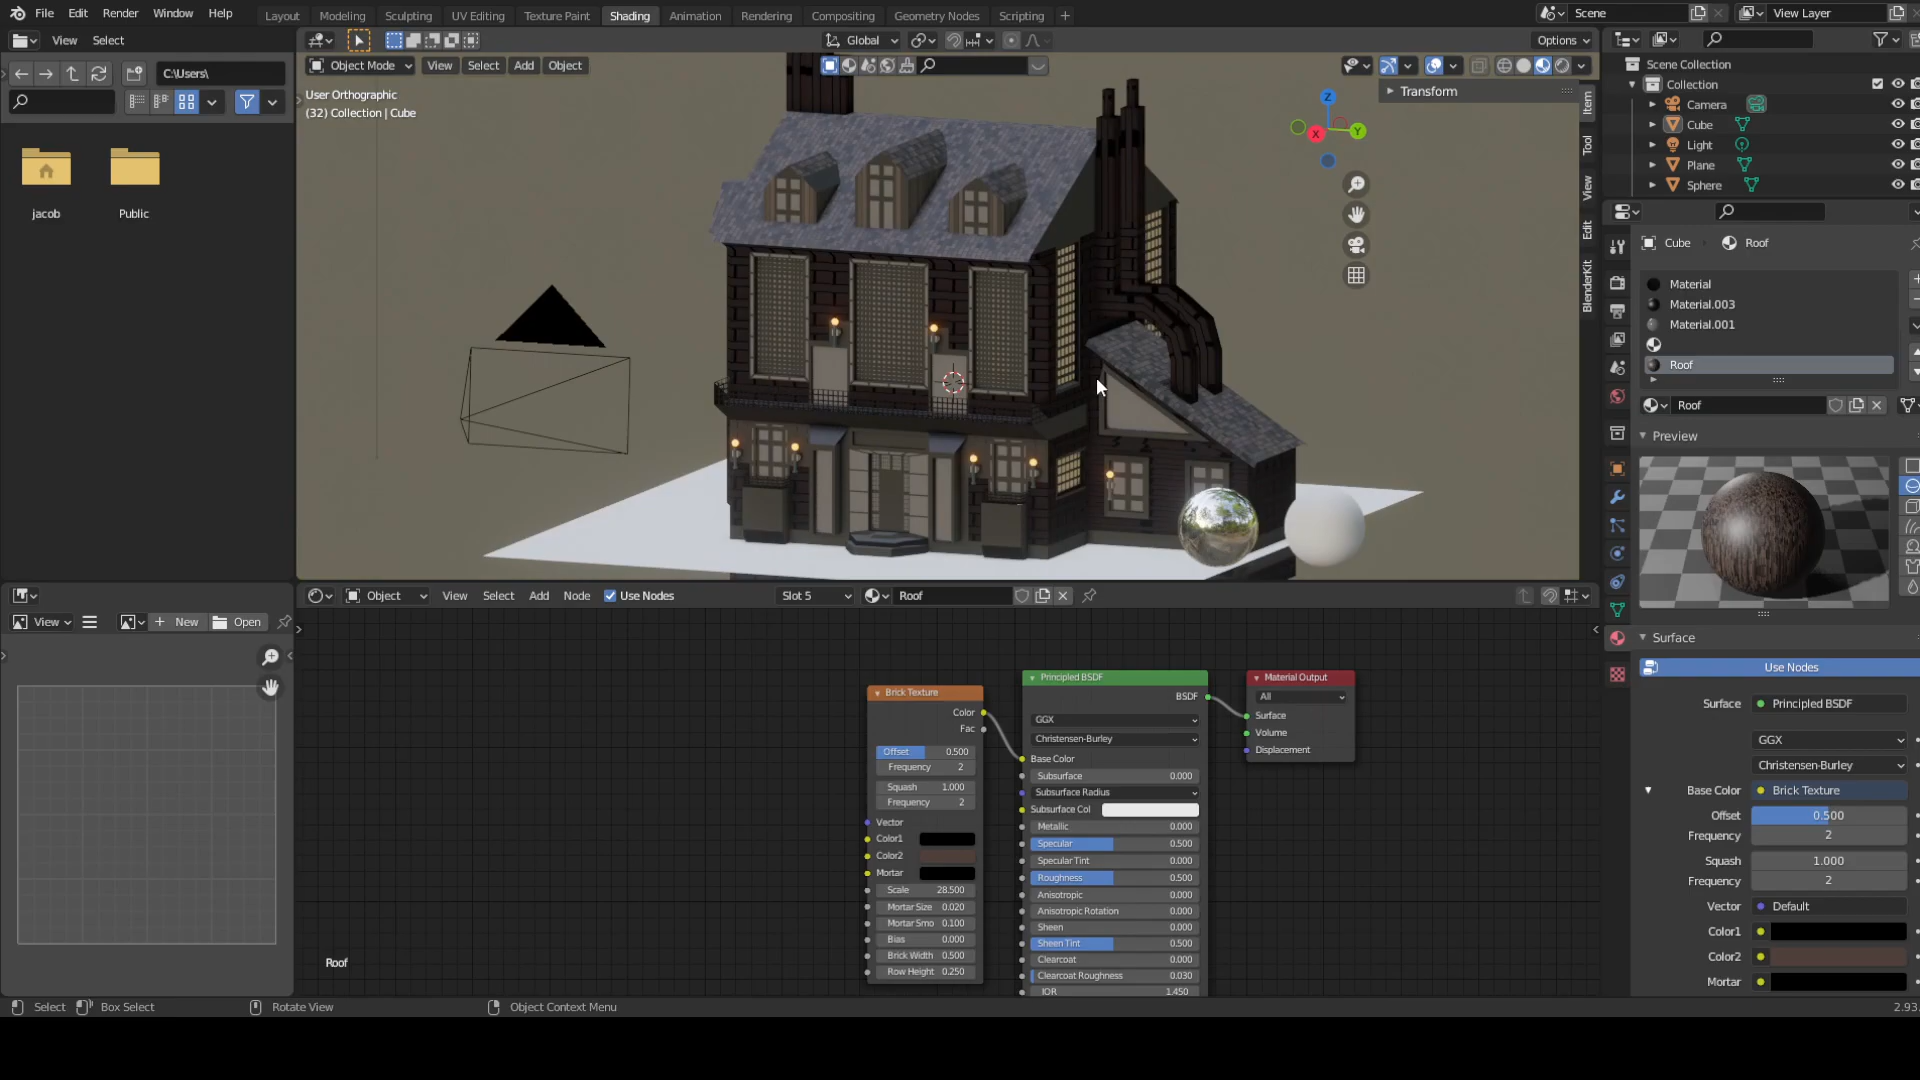 File Edit Render Window Help
Layout Modeling Sculpting UV Editing Texture Paint Shading Animation Rendering Compositing Geometry Nodes Scripting +
Scene View Layer
View Select
Global Options
C:\Users\
Object Mode View Select Add Object
User Orthographic
(32) Collection | Cube
Transform
Item
Tool
View
Edit
BlenderKit
Z
X
Y
jacob Public
Scene Collection
Collection
Camera
Cube
Light
Plane
Sphere
Cube Roof
Material
Material.003
Material.001
Roof
Roof
Preview
Surface
Use Nodes
Surface Principled BSDF
GGX
Christensen-Burley
Base Color Brick Texture
Offset 0.500
Frequency 2
Squash 1.000
Frequency 2
Vector Default
Color1
Color2
Mortar
View New Open
Object View Select Add Node Use Nodes Slot 5 Roof
Brick Texture
Color
Fac
Offset 0.500
Frequency 2
Squash 1.000
Frequency 2
Vector
Color1
Color2
Mortar
Scale 28.500
Mortar Size 0.020
Mortar Smo 0.100
Bias 0.000
Brick Width 0.500
Row Height 0.250
Principled BSDF
BSDF
GGX
Christensen-Burley
Base Color
Subsurface 0.000
Subsurface Radius
Subsurface Col
Metallic 0.000
Specular 0.500
Specular Tint 0.000
Roughness 0.500
Anisotropic 0.000
Anisotropic Rotation 0.000
Sheen 0.000
Sheen Tint 0.500
Clearcoat 0.000
Clearcoat Roughness 0.030
IOR 1.450
Material Output
All
Surface
Volume
Displacement
Roof
Select Box Select Rotate View Object Context Menu 2.93.